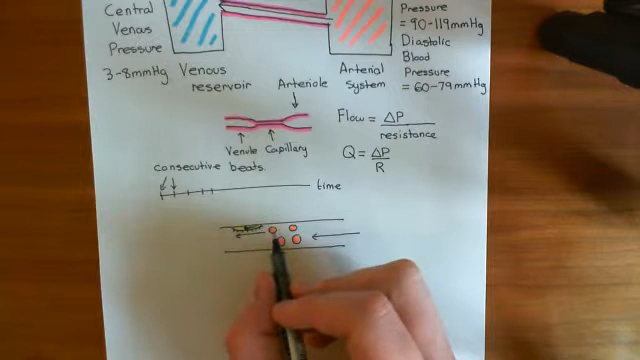 Central
Venous
Pressure
3-8mmHg
Venous
reservoir
Arterial
System
Pressure
= 90-119mmHg
Diastolic
Blood
Pressure
= 60-79mmHg
Arteriole
Venule Capillary
Flow = ΔP
resistance
Q = ΔP
R
consecutive beats.
time